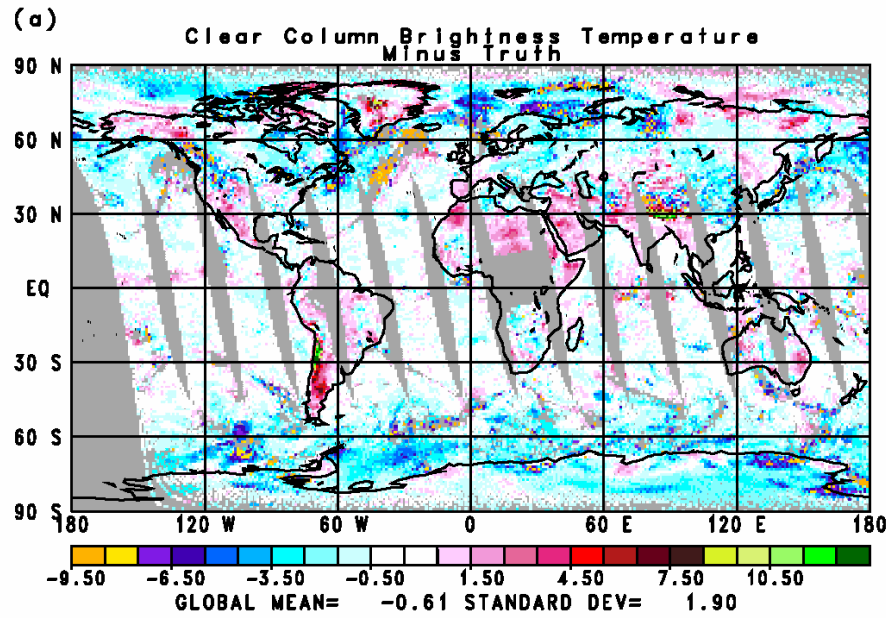 (a)
Clear Column Brightness Temperature
Minus Truth
90 N
60 N
30 N
EQ
30 S
60 S
90 S
180 120 W 60 W 0 60 E 120 E 180
-9.50 -6.50 -3.50 -0.50 1.50 4.50 7.50 10.50
GLOBAL MEAN= -0.61 STANDARD DEV= 1.90